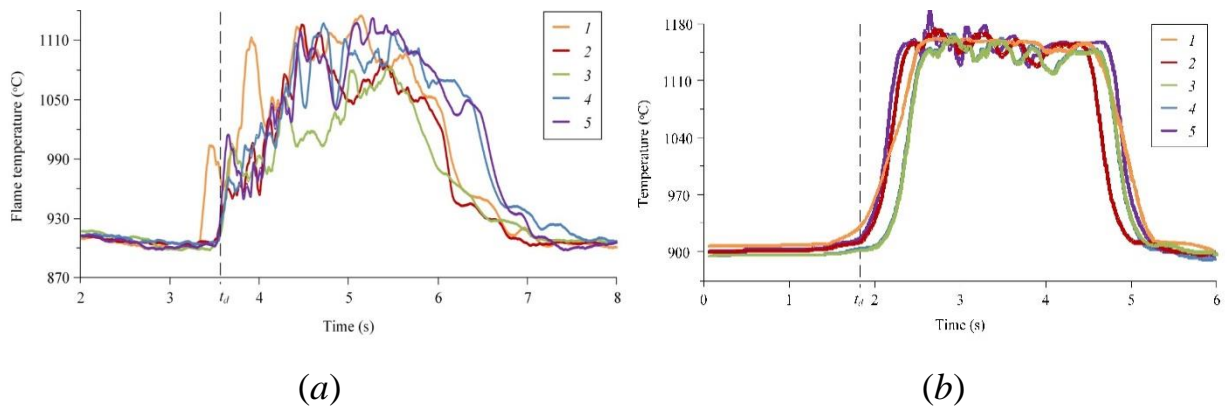 1110
1050
990
930
870
Flame temperature (°C)
1
2
3
4
5
2 3 t_d 4 5 6 7 8
Time (s)
(a)
1180
1110
1040
970
900
Temperature (°C)
1
2
3
4
5
0 1 t_d 2 3 4 5 6
Time (s)
(b)